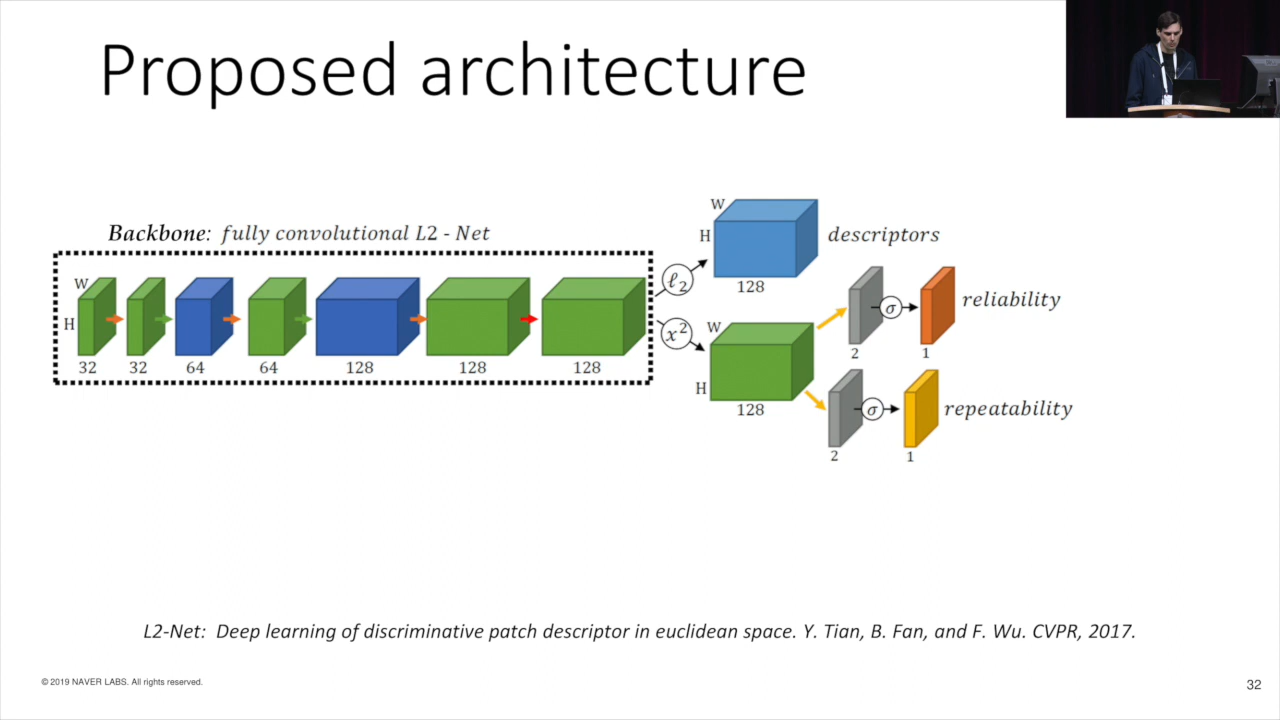 Proposed architecture
Backbone: fully convolutional L2 - Net
W
H
32
32
64
64
128
128
128
ℓ2
x²
W
H
128
descriptors
W
H
128
2
σ
1
reliability
2
σ
1
repeatability
L2-Net: Deep learning of discriminative patch descriptor in euclidean space. Y. Tian, B. Fan, and F. Wu. CVPR, 2017.
© 2019 NAVER LABS. All rights reserved.
32